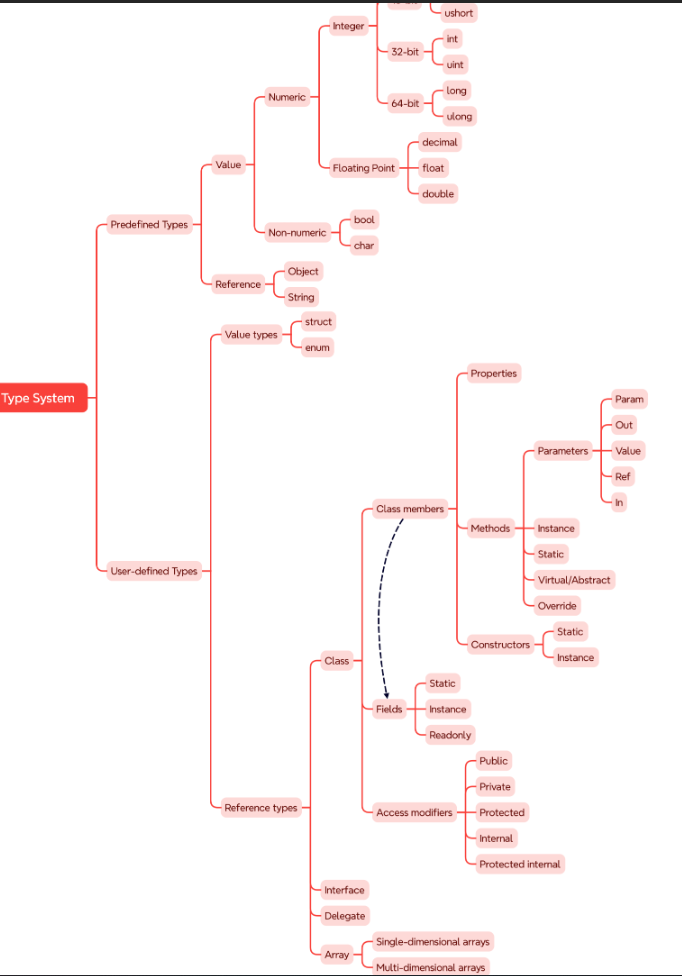 ushort
Integer
int
32-bit
uint
long
Numeric
64-bit
ulong
decimal
Value
Floating Point
float
double
bool
Predefined Types
Non-numeric
char
Object
Reference
String
struct
Value types
enum
Properties
Type System
Param
Out
Parameters
Value
Ref
In
Class members
Methods
Instance
Static
User-defined Types
Virtual/Abstract
Override
Static
Constructors
Instance
Class
Static
Fields
Instance
Readonly
Public
Private
Reference types
Access modifiers
Protected
Internal
Protected internal
Interface
Delegate
Single-dimensional arrays
Array
Multi-dimensional arrays